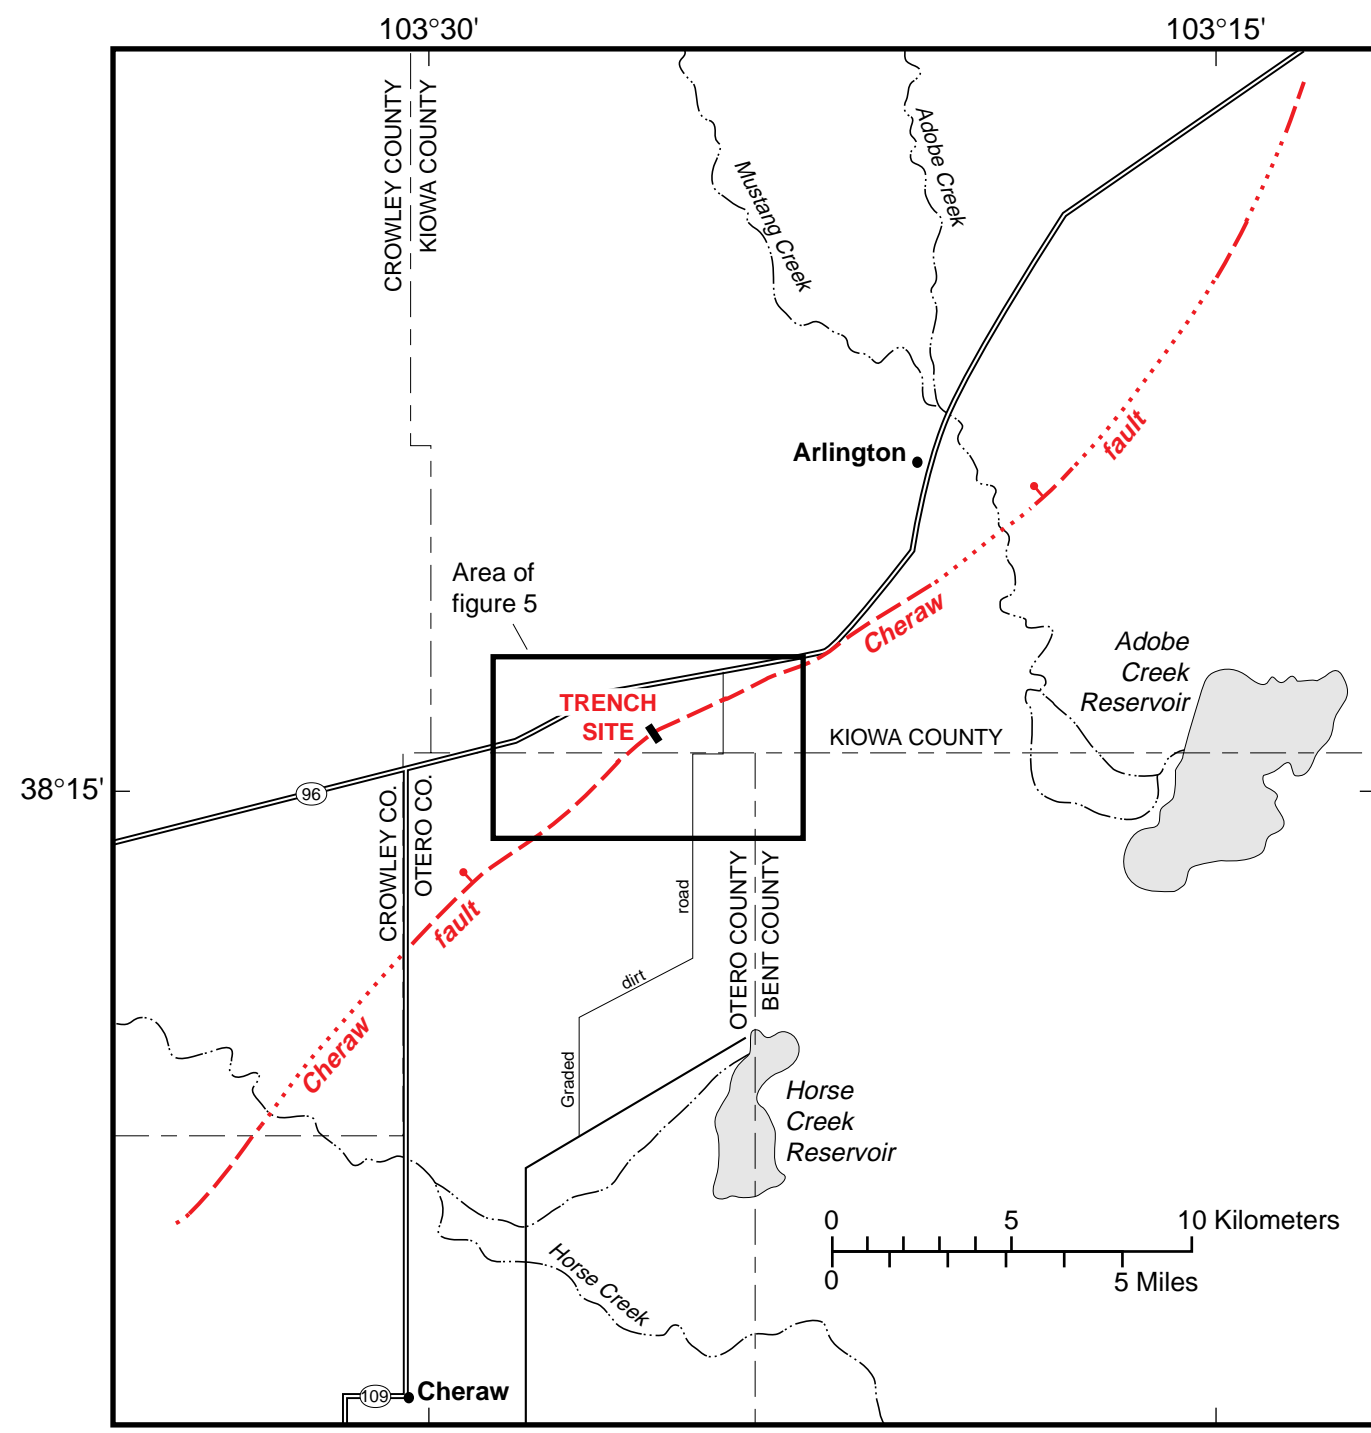 103°30'
103°15'
CROWLEY COUNTY
KIOWA COUNTY
Mustang Creek
Adobe Creek
Arlington
fault
Area of
figure 5
Cheraw
Adobe
Creek
Reservoir
TRENCH
SITE
KIOWA COUNTY
38°15'
96
CROWLEY CO.
OTERO CO.
fault
road
OTERO COUNTY
BENT COUNTY
dirt
Cheraw
Graded
Horse
Creek
Reservoir
0 5 10 Kilometers
0 5 Miles
Horse Creek
109
Cheraw